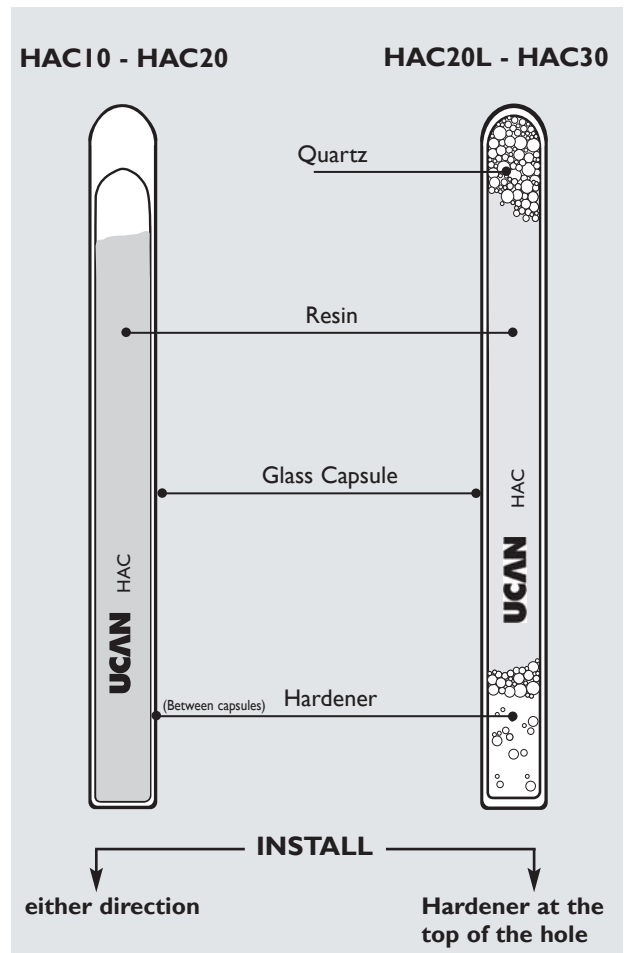 HAC10 - HAC20
HAC20L - HAC30
Quartz
Resin
Glass Capsule
UCAN HAC
UCAN HAC
(Between capsules) Hardener
INSTALL
either direction
Hardener at the
top of the hole